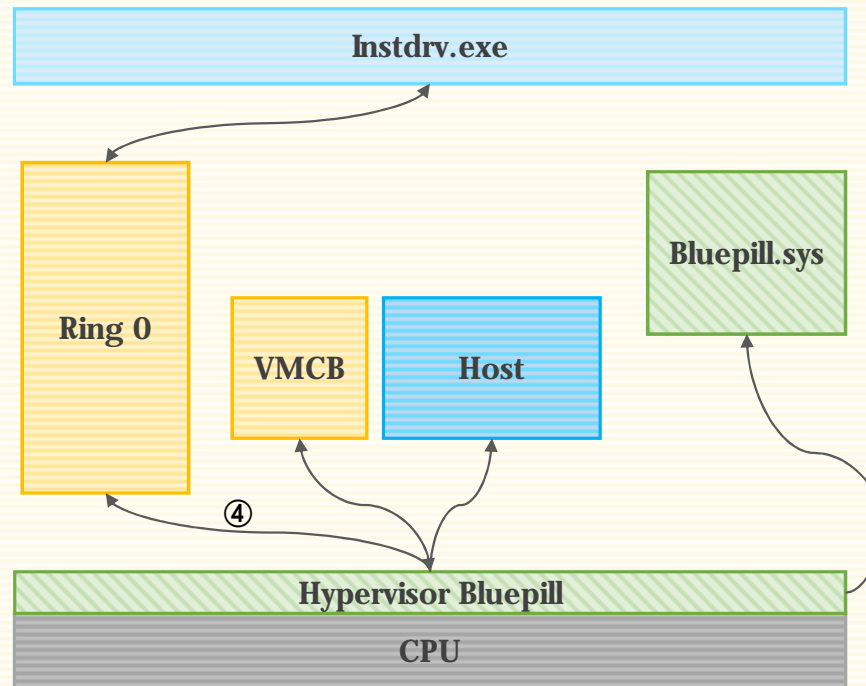 Instdrv.exe
Bluepill.sys
Ring 0
VMCB
Host
④
Hypervisor Bluepill
CPU